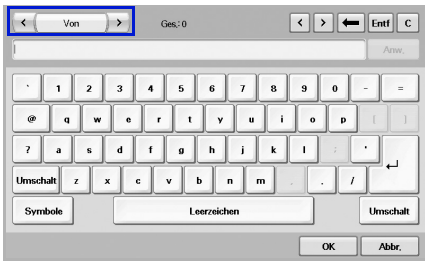 < Von > Ges.: 0 < > ← Entf C
Anw.
` 1 2 3 4 5 6 7 8 9 0 - =
@ q w e r t y u i o p [ ]
? a s d f g h j k l ; '
Umschalt z x c v b n m , . / ↵
Symbole Leerzeichen Umschalt
OK Abbr.